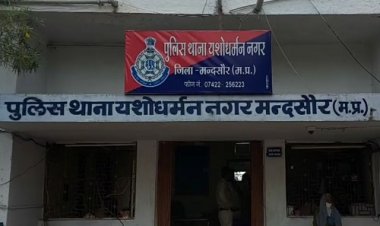 पुलिस थाना यशोधर्मन नगर
जिला-मन्दसौर (म.प्र.)
फोन नं. 07422-256223
पुलिस थाना यशोधर्मन नगर मन्दसौर (म.प्र.)